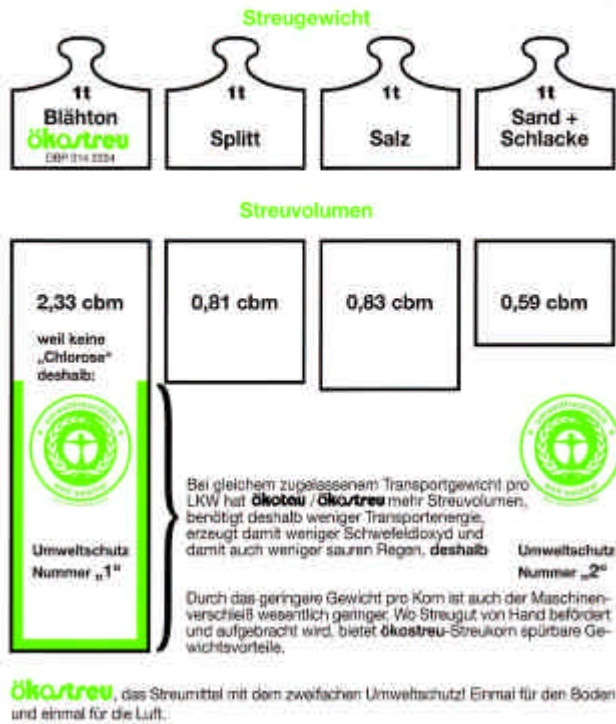 Streugewicht
1t 1t 1t 1t
Blähton Splitt Salz Sand +
ökostreu Schlacke
DBP
Streuvolumen
2,33 cbm 0,81 cbm 0,83 cbm 0,59 cbm
weil keine
„Chlorose"
deshalb:
Bei gleichem zugelassenem Transportgewicht pro
LKW hat ökotau / ökostreu mehr Streuvolumen,
benötigt deshalb weniger Transportenergie,
erzeugt damit weniger Schwefeldioxyd und
damit auch weniger sauren Regen, deshalb
Umweltschutz
Nummer „1"
Umweltschutz
Nummer „2"
Durch das geringere Gewicht pro Korn ist auch der Maschinen-
verschleiß wesentlich geringer. Wo Streugut von Hand befördert
und aufgebracht wird, bietet ökostreu-Streukorn spürbare Ge-
wichtsvorteile.
ökostreu, das Streumittel mit dem zweifachen Umweltschutz! Einmal für den Boden
und einmal für die Luft.